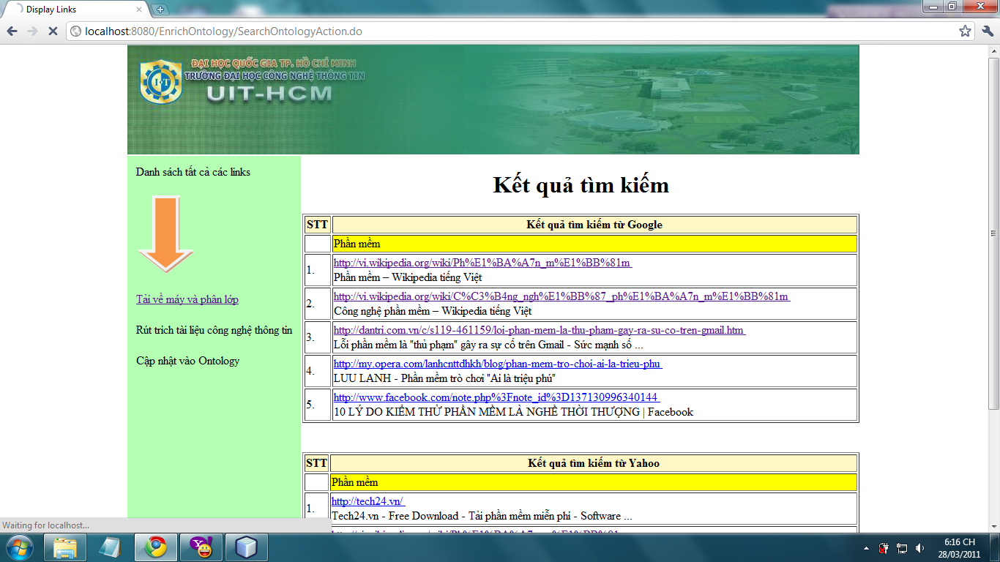 Display Links
localhost:8080/EnrichOntology/SearchOntologyAction.do
ĐẠI HỌC QUỐC GIA TP. HỒ CHÍ MINH
TRƯỜNG ĐẠI HỌC CÔNG NGHỆ THÔNG TIN
UIT-HCM
Danh sách tất cả các links
Tải về máy và phân lớp
Rút trích tài liệu công nghệ thông tin
Cập nhật vào Ontology
Kết quả tìm kiếm
STT Kết quả tìm kiếm từ Google
Phần mềm
1. http://vi.wikipedia.org/wiki/Ph%E1%BA%A7n_m%E1%BB%81m
Phần mềm – Wikipedia tiếng Việt
2. http://vi.wikipedia.org/wiki/C%C3%B4ng_ngh%E1%BB%87_ph%E1%BA%A7n_m%E1%BB%81m
Công nghệ phần mềm – Wikipedia tiếng Việt
3. http://dantri.com.vn/c/s119-461159/loi-phan-mem-la-thu-pham-gay-ra-su-co-tren-gmail.htm
Lỗi phần mềm là "thủ phạm" gây ra sự cố trên Gmail - Sức mạnh số ...
4. http://my.opera.com/lanhcnttdhkh/blog/phan-mem-tro-choi-ai-la-trieu-phu
LUU LANH - Phần mềm trò chơi "Ai là triệu phú"
5. http://www.facebook.com/note.php%3Fnote_id%3D137130996340144
10 LÝ DO KIỂM THỬ PHẦN MỀM LÀ NGHỀ THỜI THƯỢNG | Facebook
STT Kết quả tìm kiếm từ Yahoo
Phần mềm
1. http://tech24.vn/
Tech24.vn - Free Download - Tải phần mềm miễn phí - Software ...
Waiting for localhost...
6:16 CH
28/03/2011